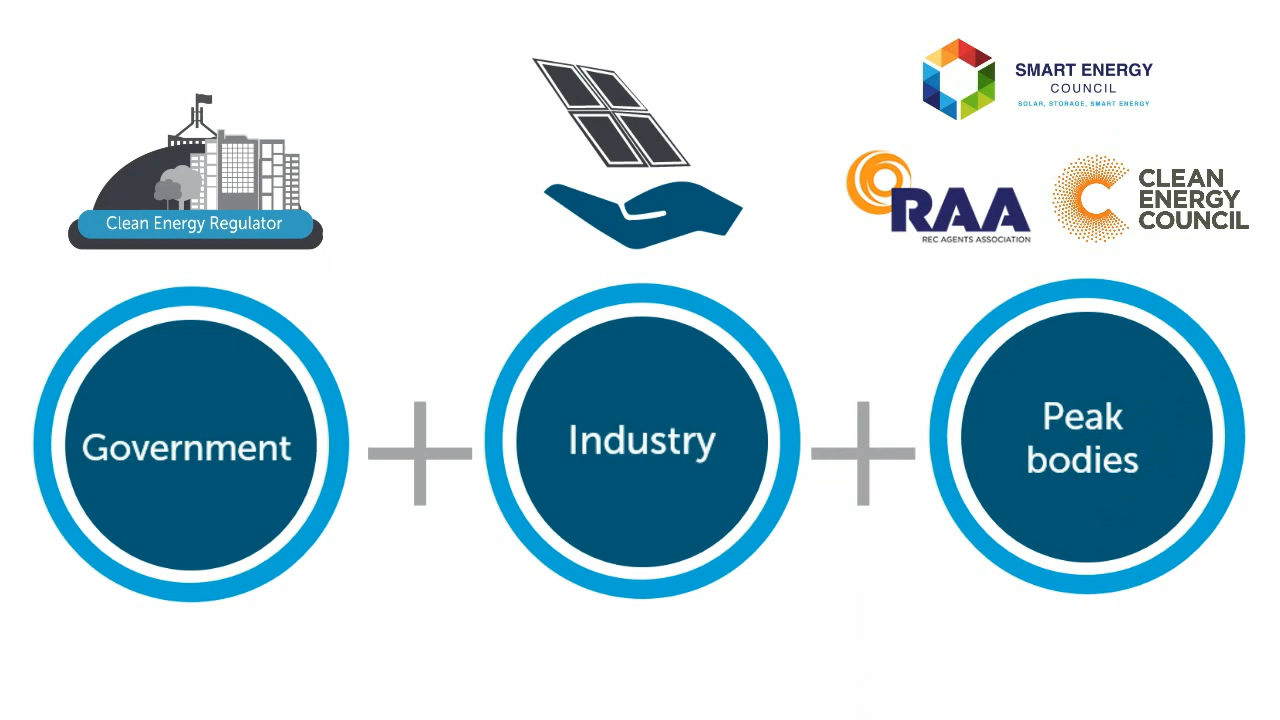 SMART ENERGY
COUNCIL
SOLAR, STORAGE, SMART ENERGY
Clean Energy Regulator
RAA
REC AGENTS ASSOCIATION
CLEAN
ENERGY
COUNCIL
Government
Industry
Peak
bodies